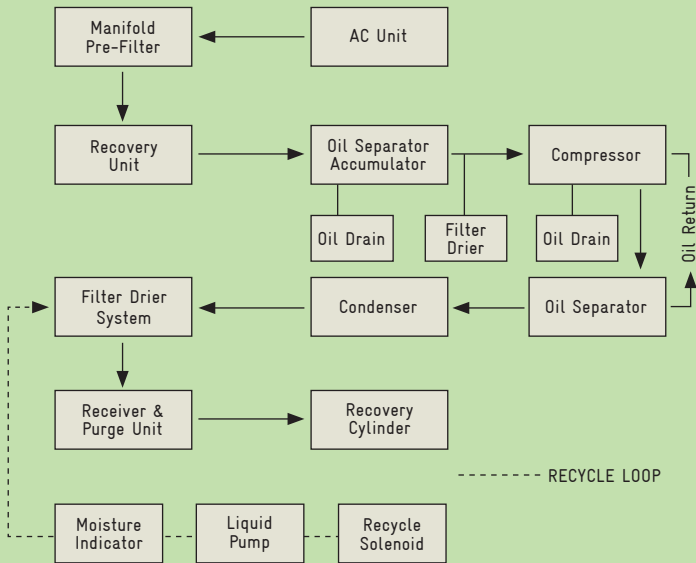 Manifold
Pre-Filter
AC Unit
Recovery
Unit
Oil Separator
Accumulator
Compressor
Oil Return
Oil Drain
Filter
Drier
Oil Drain
Filter Drier
System
Condenser
Oil Separator
Receiver &
Purge Unit
Recovery
Cylinder
RECYCLE LOOP
Moisture
Indicator
Liquid
Pump
Recycle
Solenoid